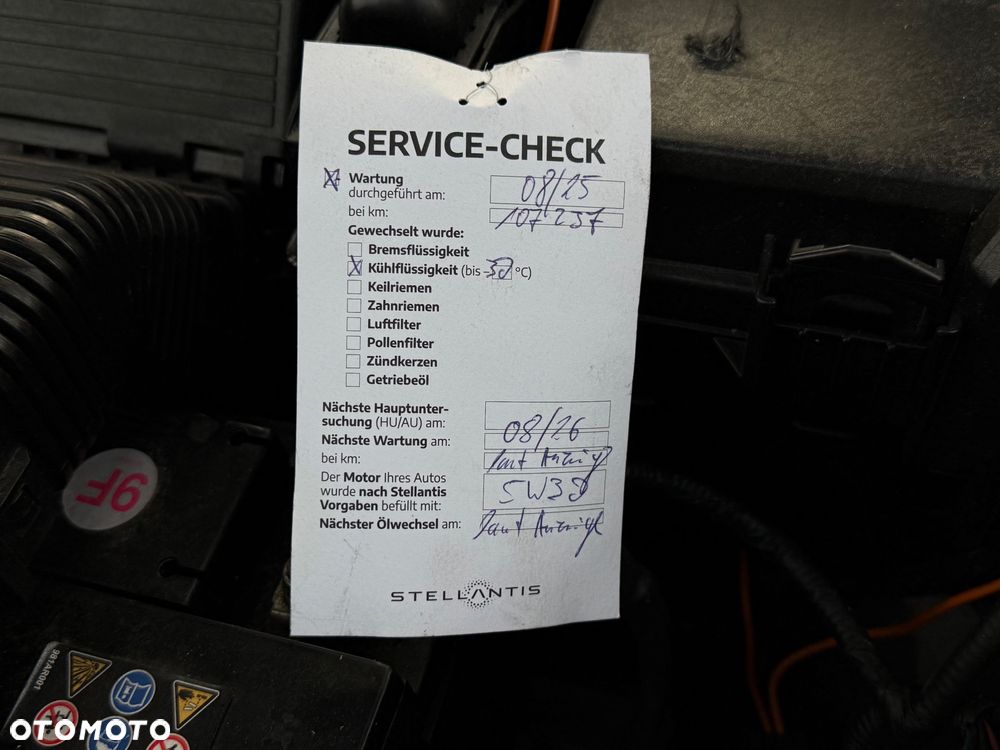 SERVICE-CHECK
X Wartung
durchgeführt am: 08/25
bei km: 107 257
Gewechselt wurde:
Bremsflüssigkeit
X Kühlflüssigkeit (bis - °C)
Keilriemen
Zahnriemen
Luftfilter
Pollenfilter
Zündkerzen
Getriebeöl
Nächste Hauptunter-
suchung (HU/AU) am:
Nächste Wartung am: 08/26
bei km: Laut Anzeige
Der Motor Ihres Autos
wurde nach Stellantis
Vorgaben befüllt mit: 5W30
Nächster Ölwechsel am: Laut Anzeige
STELLANTIS
9F
981AR001
OTOMOTO